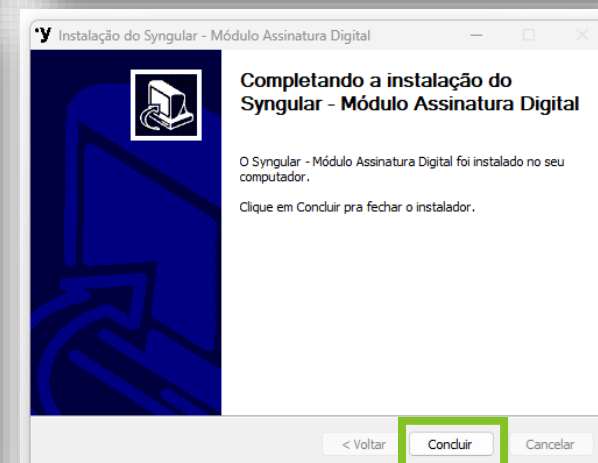 Instalação do Syngular - Módulo Assinatura Digital
Completando a instalação do
Syngular - Módulo Assinatura Digital
O Syngular - Módulo Assinatura Digital foi instalado no seu
computador.
Clique em Concluir pra fechar o instalador.
< Voltar
Concluir
Cancelar